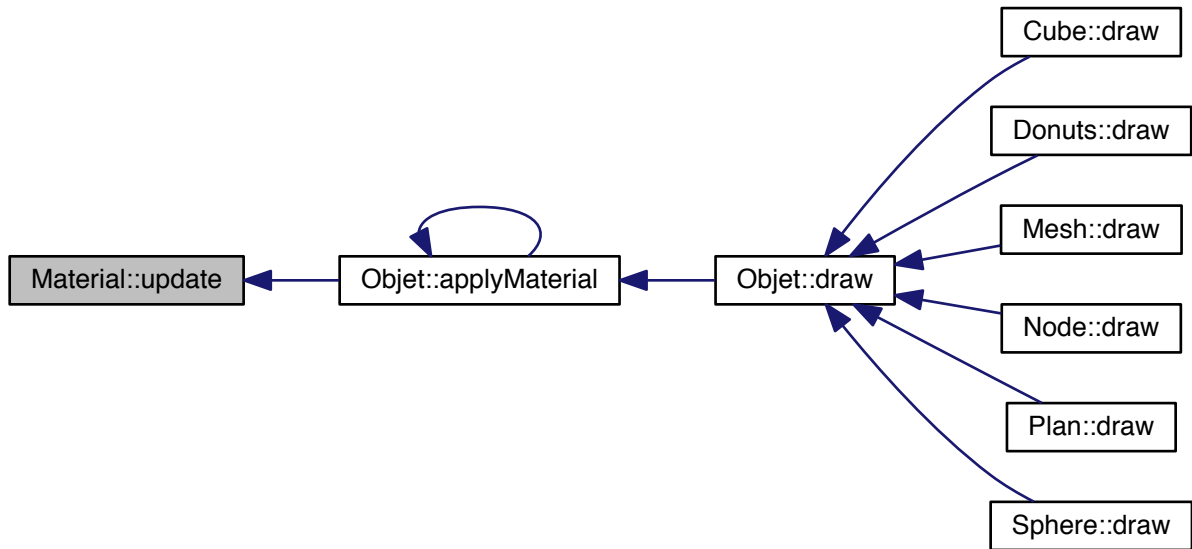 Material::update
Objet::applyMaterial
Objet::draw
Cube::draw
Donuts::draw
Mesh::draw
Node::draw
Plan::draw
Sphere::draw